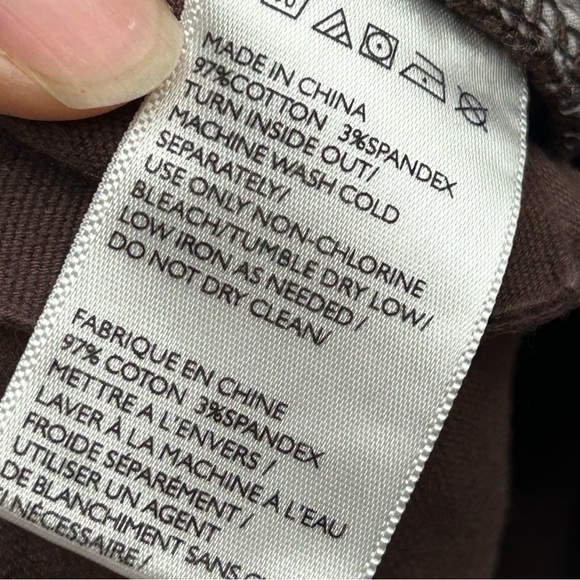 MADE IN CHINA
97%COTTON 3%SPANDEX
TURN INSIDE OUT/
MACHINE WASH COLD
SEPARATELY/
USE ONLY NON-CHLORINE
BLEACH/TUMBLE DRY LOW/
LOW IRON AS NEEDED/
DO NOT DRY CLEAN/
FABRIQUE EN CHINE
97% COTON 3%SPANDEX
METTRE A L'ENVERS /
LAVER À LA MACHINE A L'EAU
FROIDE SÉPARÉMENT /
UTILISER UN AGENT
DE BLANCHIMENT SANS
NÉCESSAIRE /